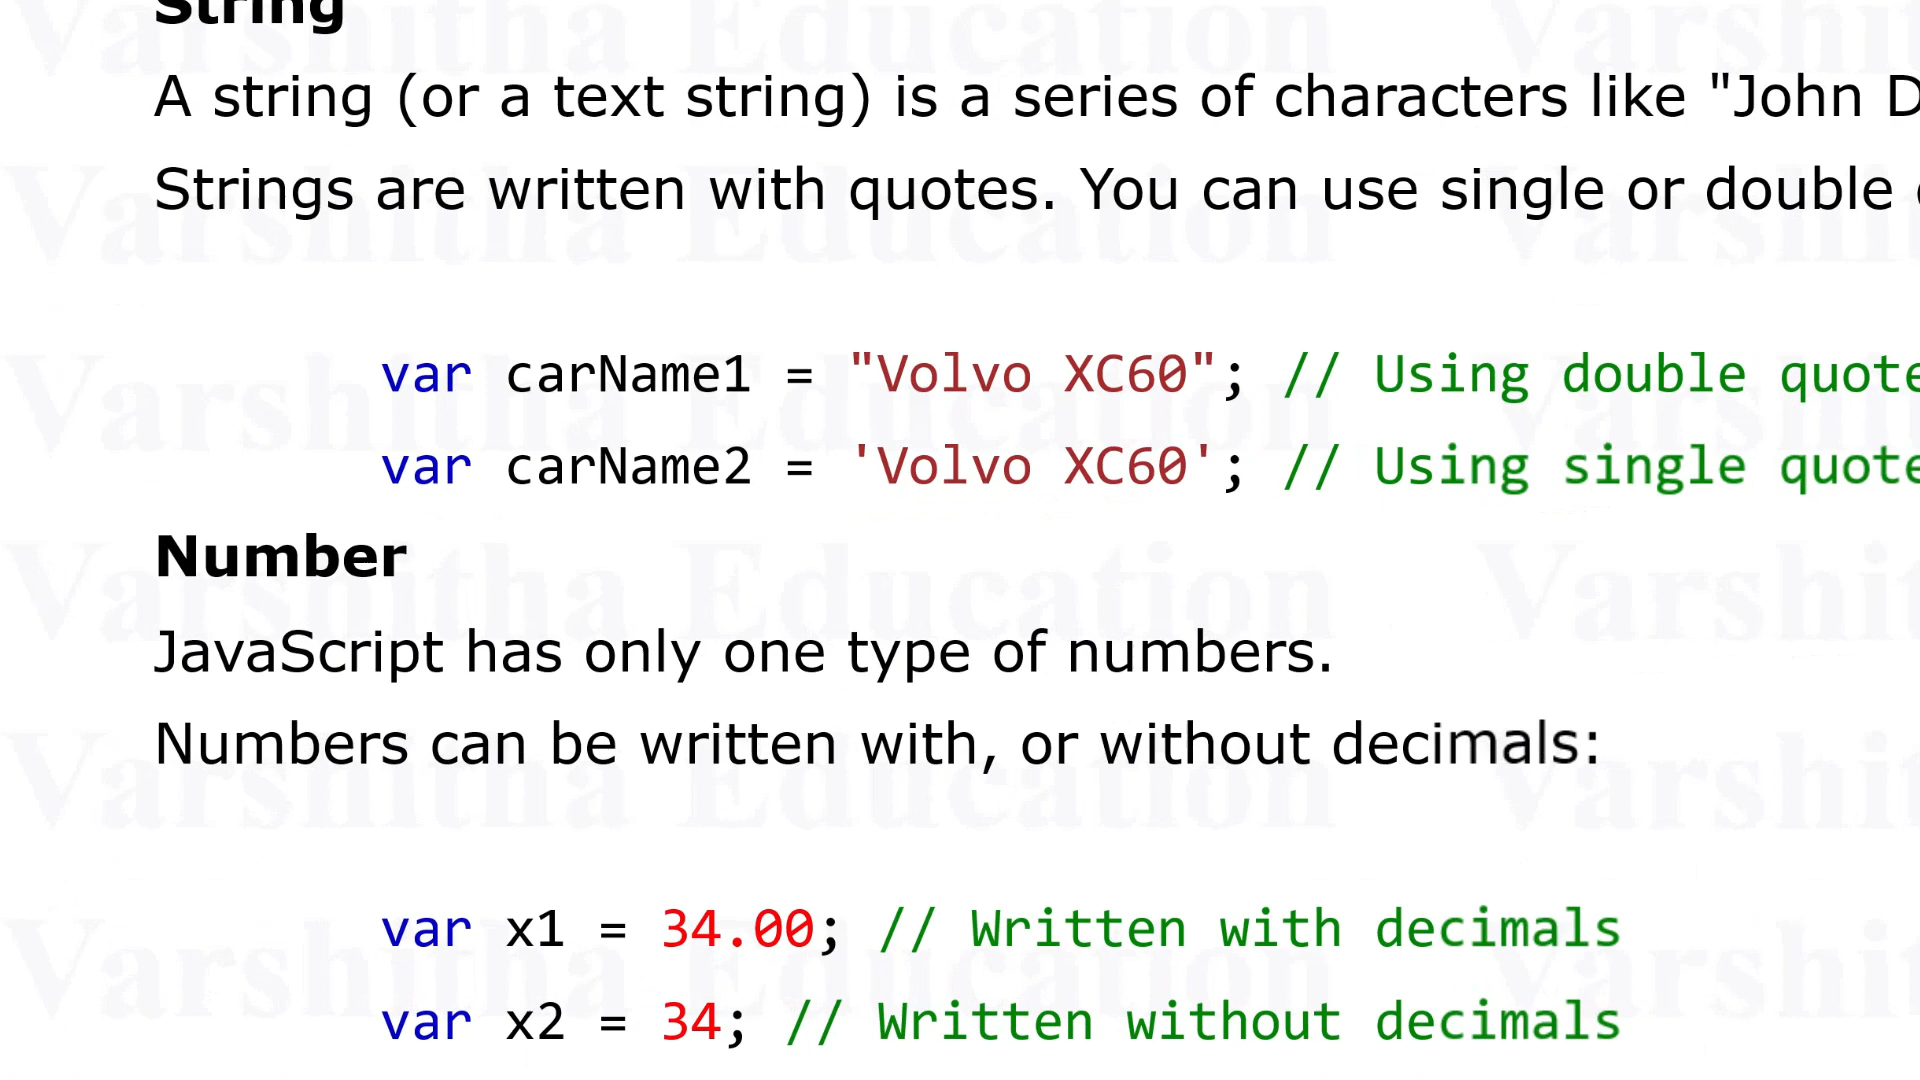 String
A string (or a text string) is a series of characters like "John D
Strings are written with quotes. You can use single or double
var carName1 = "Volvo XC60"; // Using double quote
var carName2 = 'Volvo XC60'; // Using single quote
Number
JavaScript has only one type of numbers.
Numbers can be written with, or without decimals:
var x1 = 34.00; // Written with decimals
var x2 = 34; // Written without decimals